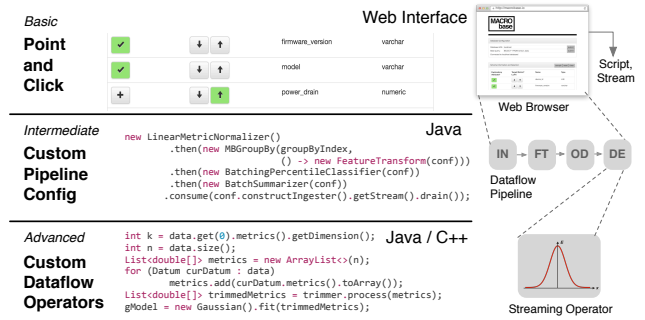 Basic
Web Interface
Point
and
Click
firmware_version varchar
model varchar
power_drain numeric
MACRO
base
Script,
Stream
Web Browser
Intermediate
Java
Custom
Pipeline
Config
new LinearMetricNormalizer()
.then(new MBGroupBy(groupByIndex,
() -> new FeatureTransform(conf)))
.then(new BatchingPercentileClassifier(conf))
.then(new BatchSummarizer(conf))
.consume(conf.constructIngester().getStream().drain());
IN FT OD DE
Dataflow
Pipeline
Advanced
Java / C++
Custom
Dataflow
Operators
int k = data.get(0).metrics().getDimension();
int n = data.size();
List<double[]> metrics = new ArrayList<>(n);
for (Datum curDatum : data)
metrics.add(curDatum.metrics().toArray());
List<double[]> trimmedMetrics = trimmer.process(metrics);
gModel = new Gaussian().fit(trimmedMetrics);
Streaming Operator